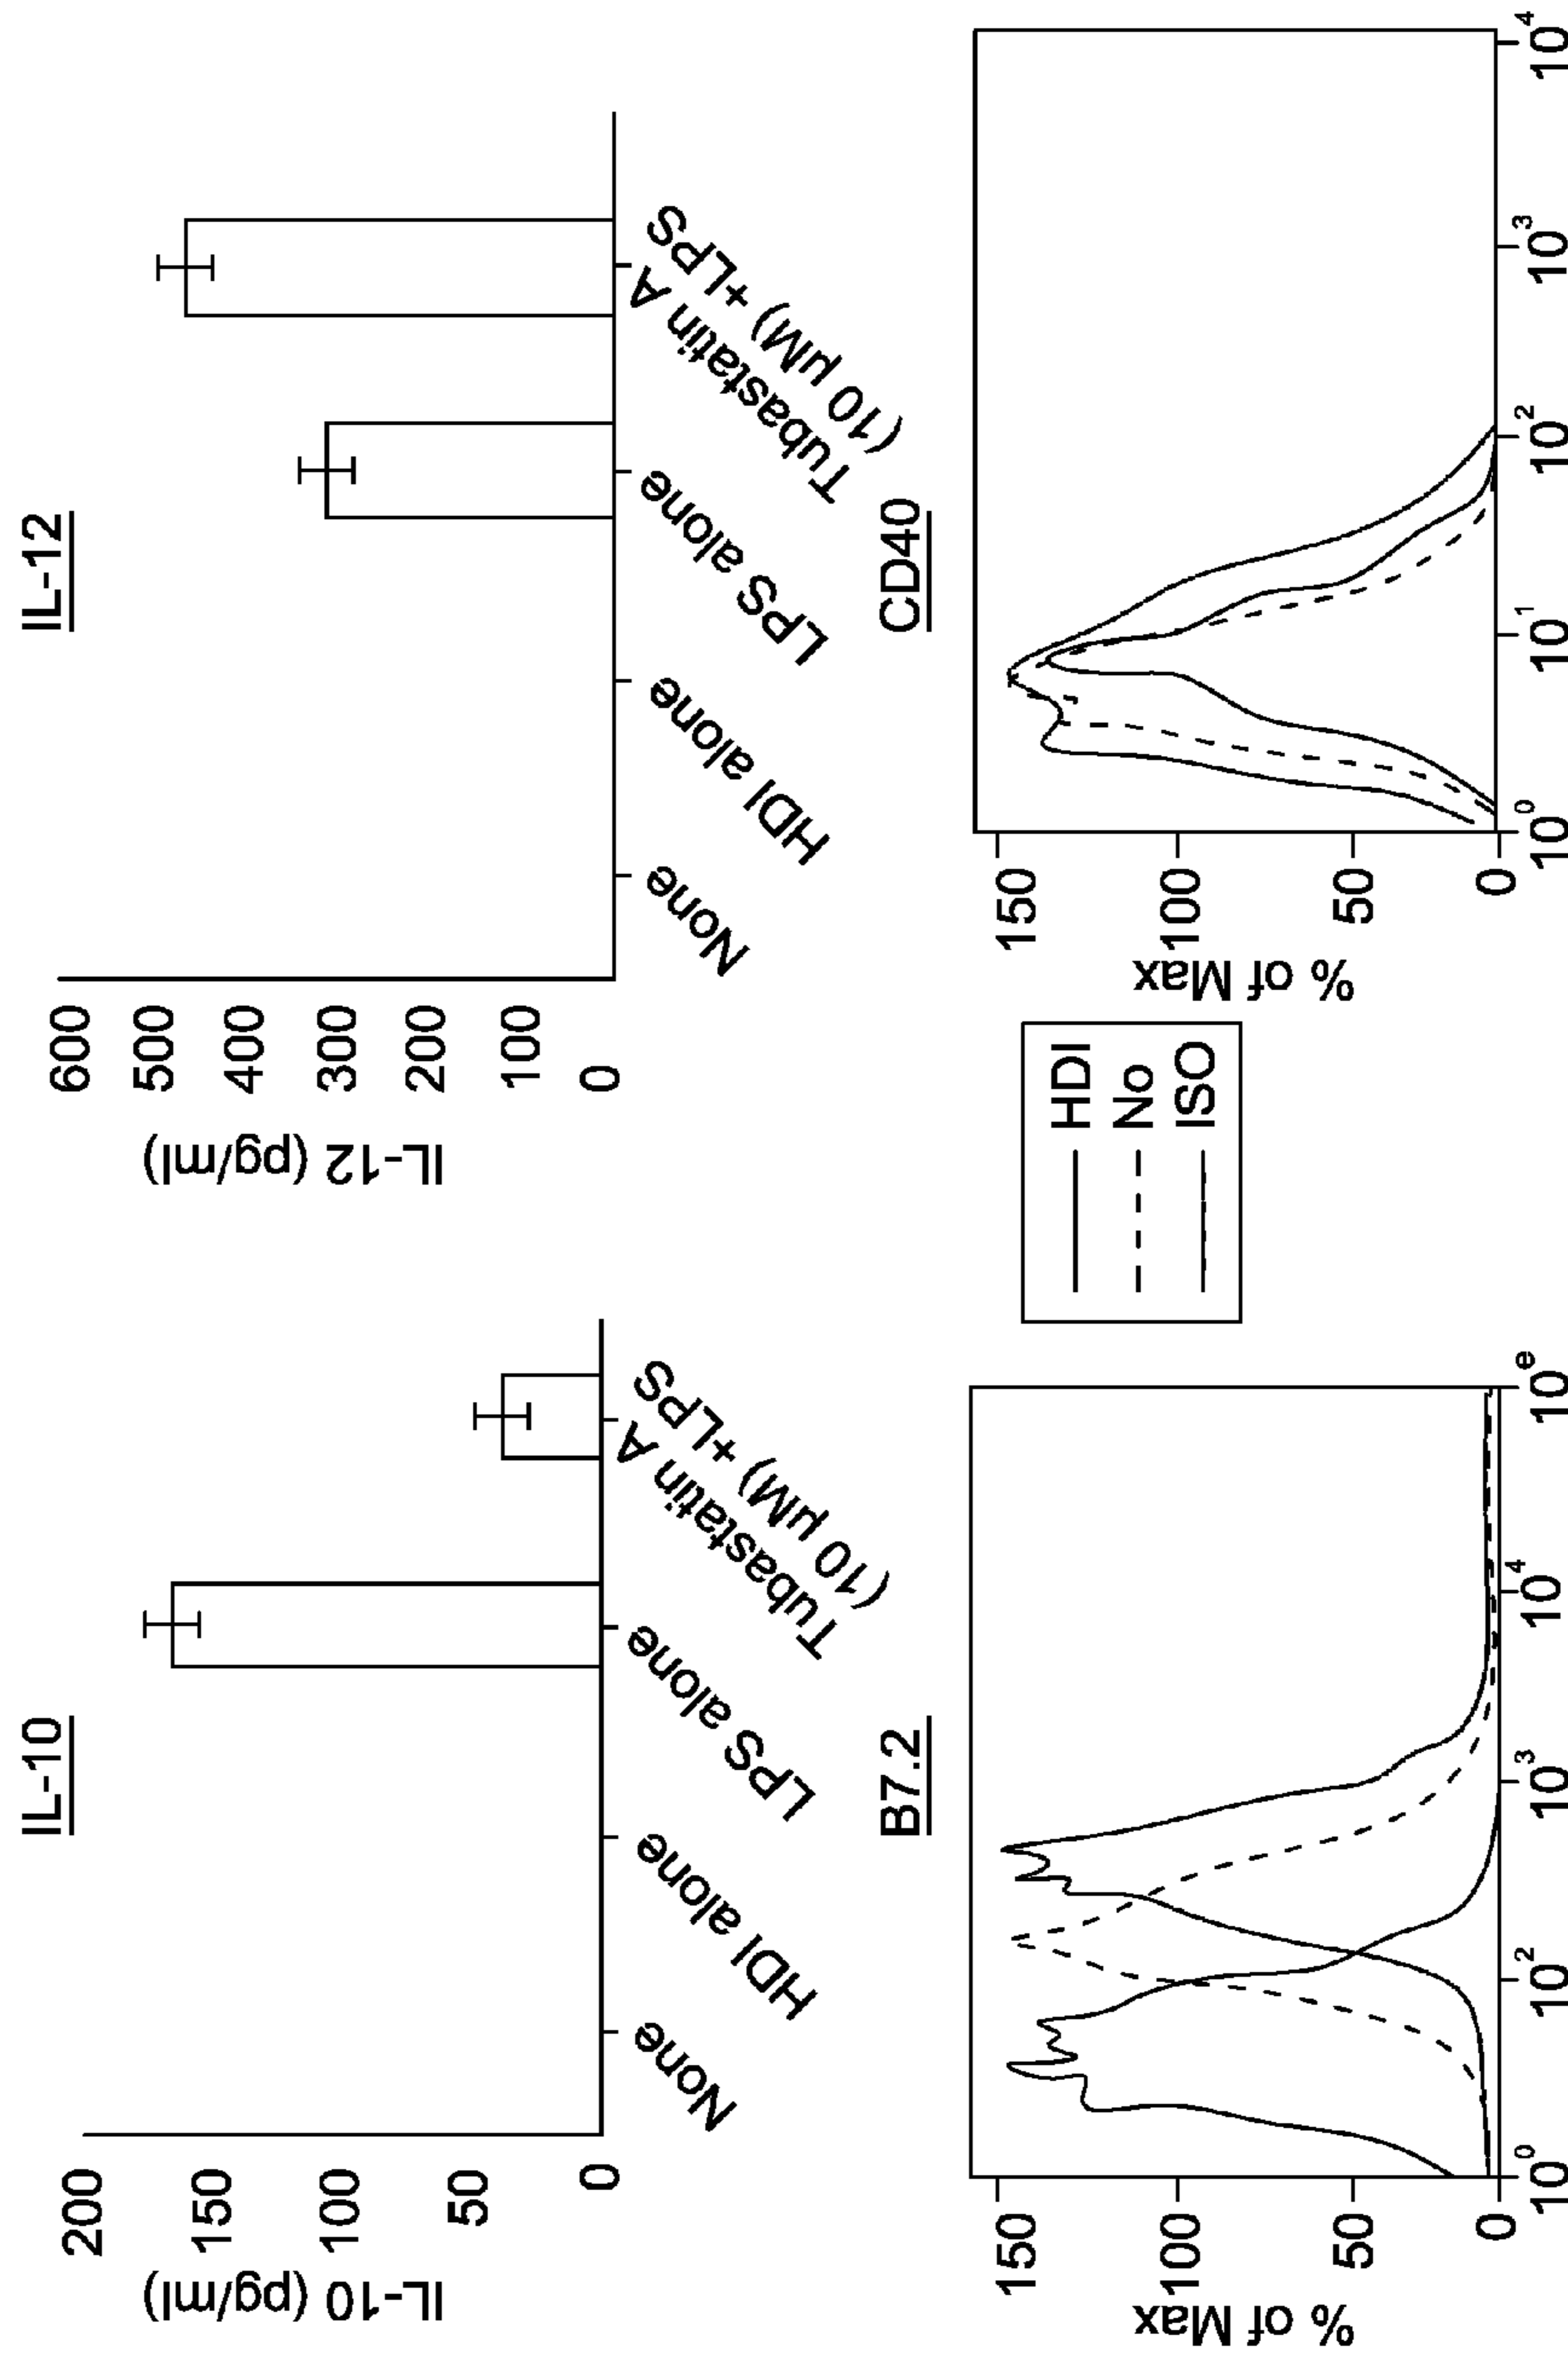 IL-10
IL-10 (pg/ml)
200
150
100
50
0
None
HDI alone
LPS alone
Tubastatin A
(10 µM) +LPS
IL-12
IL-12 (pg/ml)
600
500
400
300
200
100
0
None
HDI alone
LPS alone
Tubastatin A
(10 µM) +LPS
B7.2
% of Max
150
100
50
0
10⁰ 10² 10³ 10⁴ 10ᵉ
HDI
No
ISO
CD40
% of Max
150
100
50
0
10⁰ 10¹ 10² 10³ 10⁴